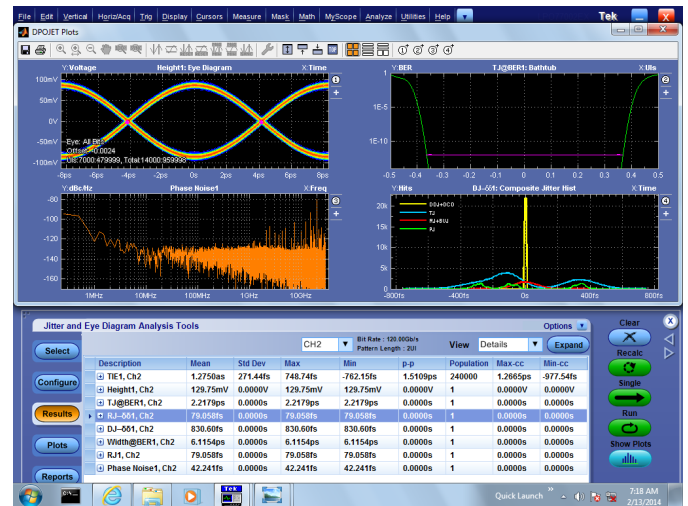 File Edit Vertical Horiz/Acq Trig Display Cursors Measure Mask Math MyScope Analyze Utilities Help Tek X
DPOJET Plots
Y:Voltage Height1: Eye Diagram X:Time
100mV
50mV
0V
-50mV
-100mV
Eye: All Bits
Offset: -0.0024
UIs:7000:479999, Total:14000:959998
-8ps -6ps -4ps -2ps 0s 2ps 4ps 6ps 8ps
Y:BER TJ@BER1: Bathtub X:UIs
1
1E-5
1E-10
-0.5 -0.4 -0.3 -0.2 -0.1 0 0.1 0.2 0.3 0.4 0.5
Y:dBc/Hz Phase Noise1 X:Freq
-80
-100
-120
-140
-160
1MHz 10MHz 100MHz 10GHz 100GHz
Y:Hits DJ-δδ1: Composite Jitter Hist X:Time
20k
15k
10k
5k
0
DDJ+DCD
TJ
RJ+BUJ
PJ
-800fs -400fs 0s 400fs 800fs
Jitter and Eye Diagram Analysis Tools Options
Clear
X
Select
Configure
Results
Plots
Reports
CH2 Bit Rate : 120.00Gb/s
Pattern Length : 2UI
View Details Expand
Description Mean Std Dev Max Min p-p Population Max-cc Min-cc
TIE1, Ch2 1.2750as 271.44fs 748.74fs -762.15fs 1.5109ps 240000 1.2665ps -977.54fs
Height1, Ch2 129.75mV 0.0000V 129.75mV 129.75mV 0.0000V 1 0.0000V 0.0000V
TJ@BER1, Ch2 2.2179ps 0.0000s 2.2179ps 2.2179ps 0.0000s 1 0.0000s 0.0000s
RJ-δδ1, Ch2 79.058fs 0.0000s 79.058fs 79.058fs 0.0000s 1 0.0000s 0.0000s
DJ-δδ1, Ch2 830.60fs 0.0000s 830.60fs 830.60fs 0.0000s 1 0.0000s 0.0000s
Width@BER1, Ch2 6.1154ps 0.0000s 6.1154ps 6.1154ps 0.0000s 1 0.0000s 0.0000s
RJ1, Ch2 79.058fs 0.0000s 79.058fs 79.058fs 0.0000s 1 0.0000s 0.0000s
Phase Noise1, Ch2 42.241fs 0.0000s 42.241fs 42.241fs 0.0000s 1 0.0000s 0.0000s
Recalc
Single
Run
Show Plots
Tek
Quick Launch
7:18 AM
2/13/2014